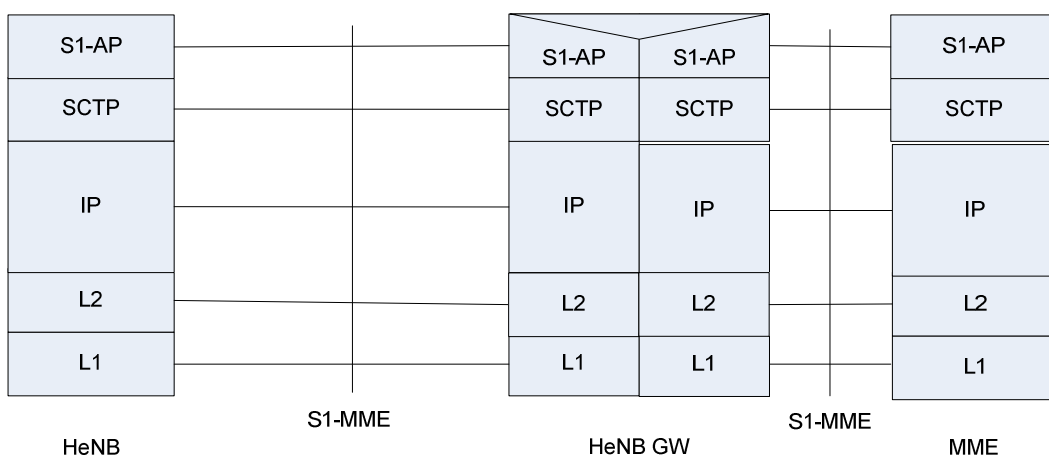 S1-AP
S1-AP S1-AP
S1-AP
SCTP
SCTP SCTP
SCTP
IP
IP IP
IP
L2
L2 L2
L2
L1
L1 L1
L1
S1-MME
S1-MME
HeNB
HeNB GW
MME